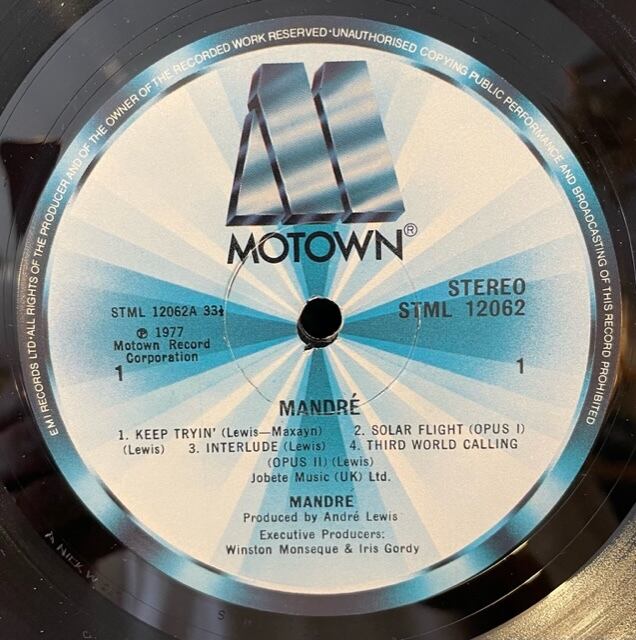 EMI RECORDS LTD·ALL RIGHTS OF THE PRODUCER AND OF THE OWNER OF THE RECORDED WORK RESERVED·UNAUTHORISED COPYING PUBLIC PERFORMANCE AND BROADCASTING OF THIS RECORD PROHIBITED
M
MOTOWN®
STEREO
STML 12062A 33⅓
STML 12062
℗ 1977
Motown Record
Corporation
1
1
MANDRÉ
1. KEEP TRYIN' (Lewis—Maxayn) 2. SOLAR FLIGHT (OPUS I)
(Lewis) 3. INTERLUDE (Lewis) 4. THIRD WORLD CALLING
(OPUS II) (Lewis)
Jobete Music (UK) Ltd.
MANDRE
Produced by André Lewis
Executive Producers:
Winston Monseque & Iris Gordy